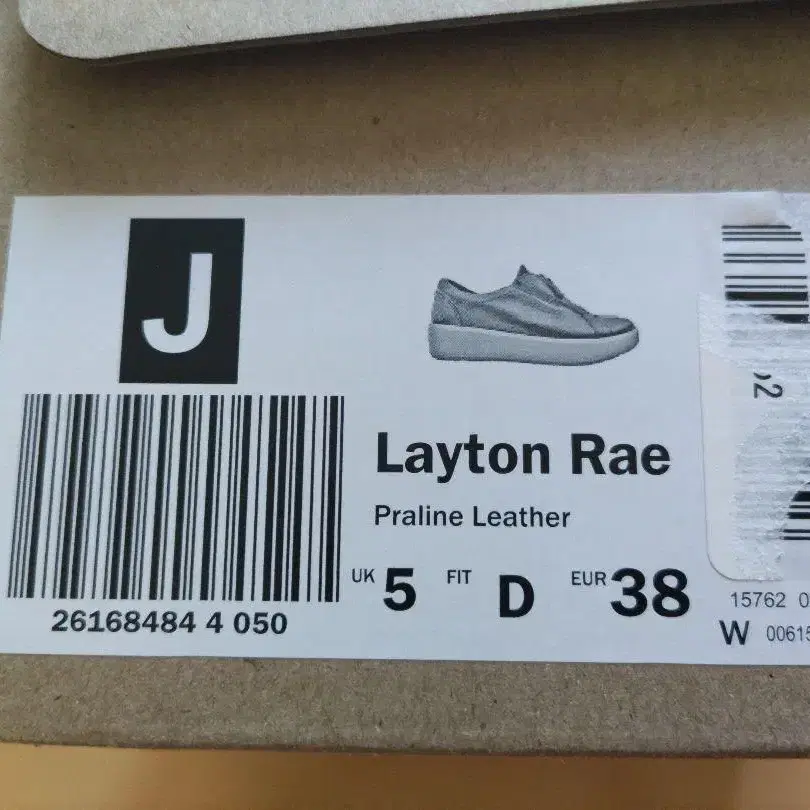 J
Layton Rae
Praline Leather
UK 5 FIT D EUR 38
26168484 4 050
15762
W